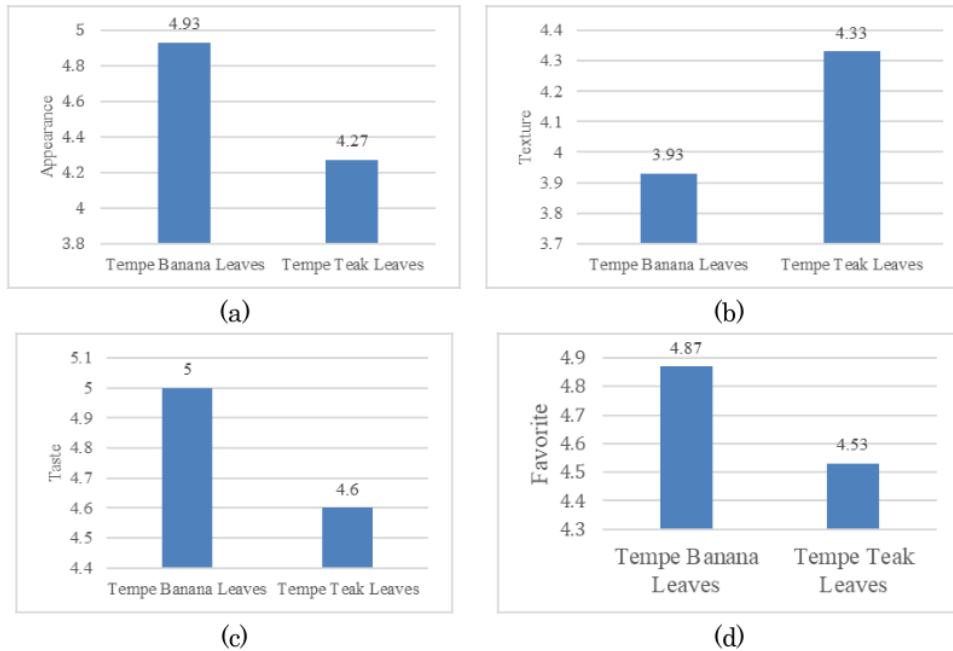 5
4.93
4.8
4.6
4.4
4.27
4.2
4
3.8
Appearance
Tempe Banana Leaves Tempe Teak Leaves
(a)
4.4
4.33
4.3
4.2
4.1
4
3.93
3.9
3.8
3.7
Texture
Tempe Banana Leaves Tempe Teak Leaves
(b)
5.1
5
5
4.9
4.8
4.7
4.6
4.6
4.5
4.4
Taste
Tempe Banana Leaves Tempe Teak Leaves
(c)
4.9
4.87
4.8
4.7
4.6
4.53
4.5
4.4
4.3
Favorite
Tempe Banana Tempe Teak
Leaves Leaves
(d)